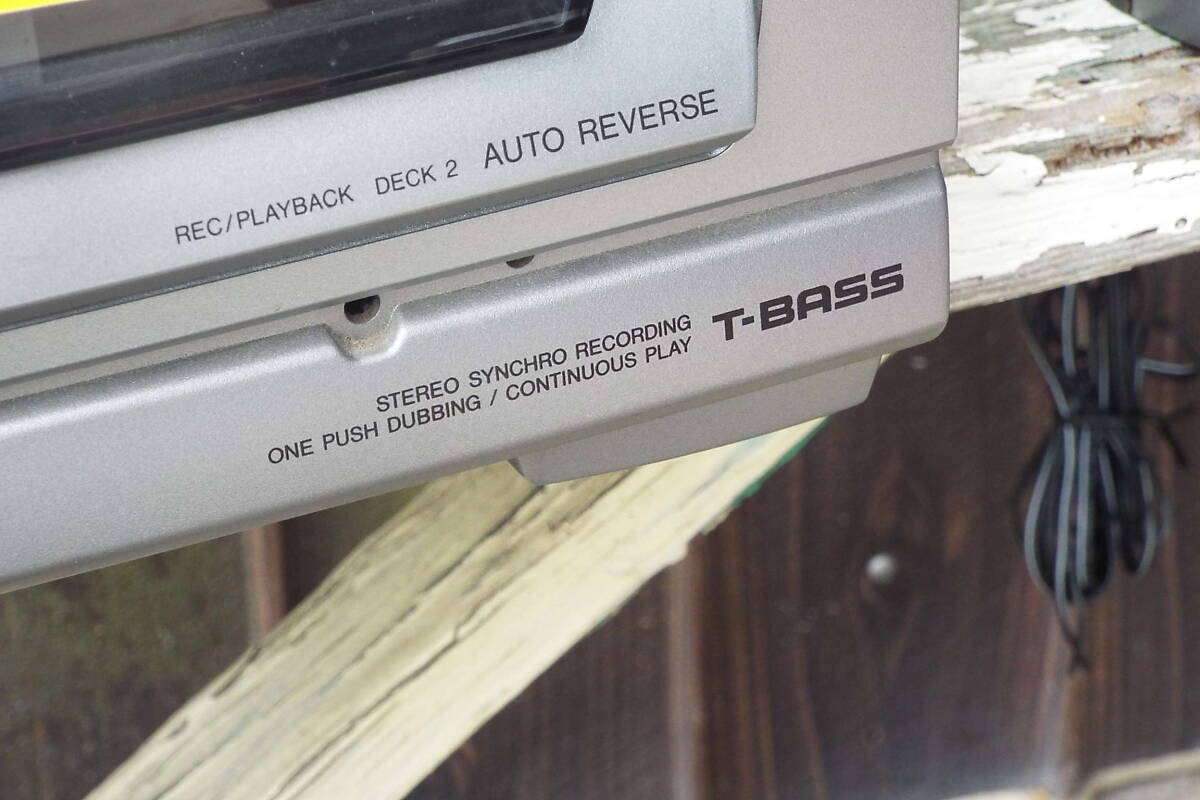 REC/PLAYBACK DECK 2 AUTO REVERSE
STEREO SYNCHRO RECORDING
ONE PUSH DUBBING / CONTINUOUS PLAY
T-BASS